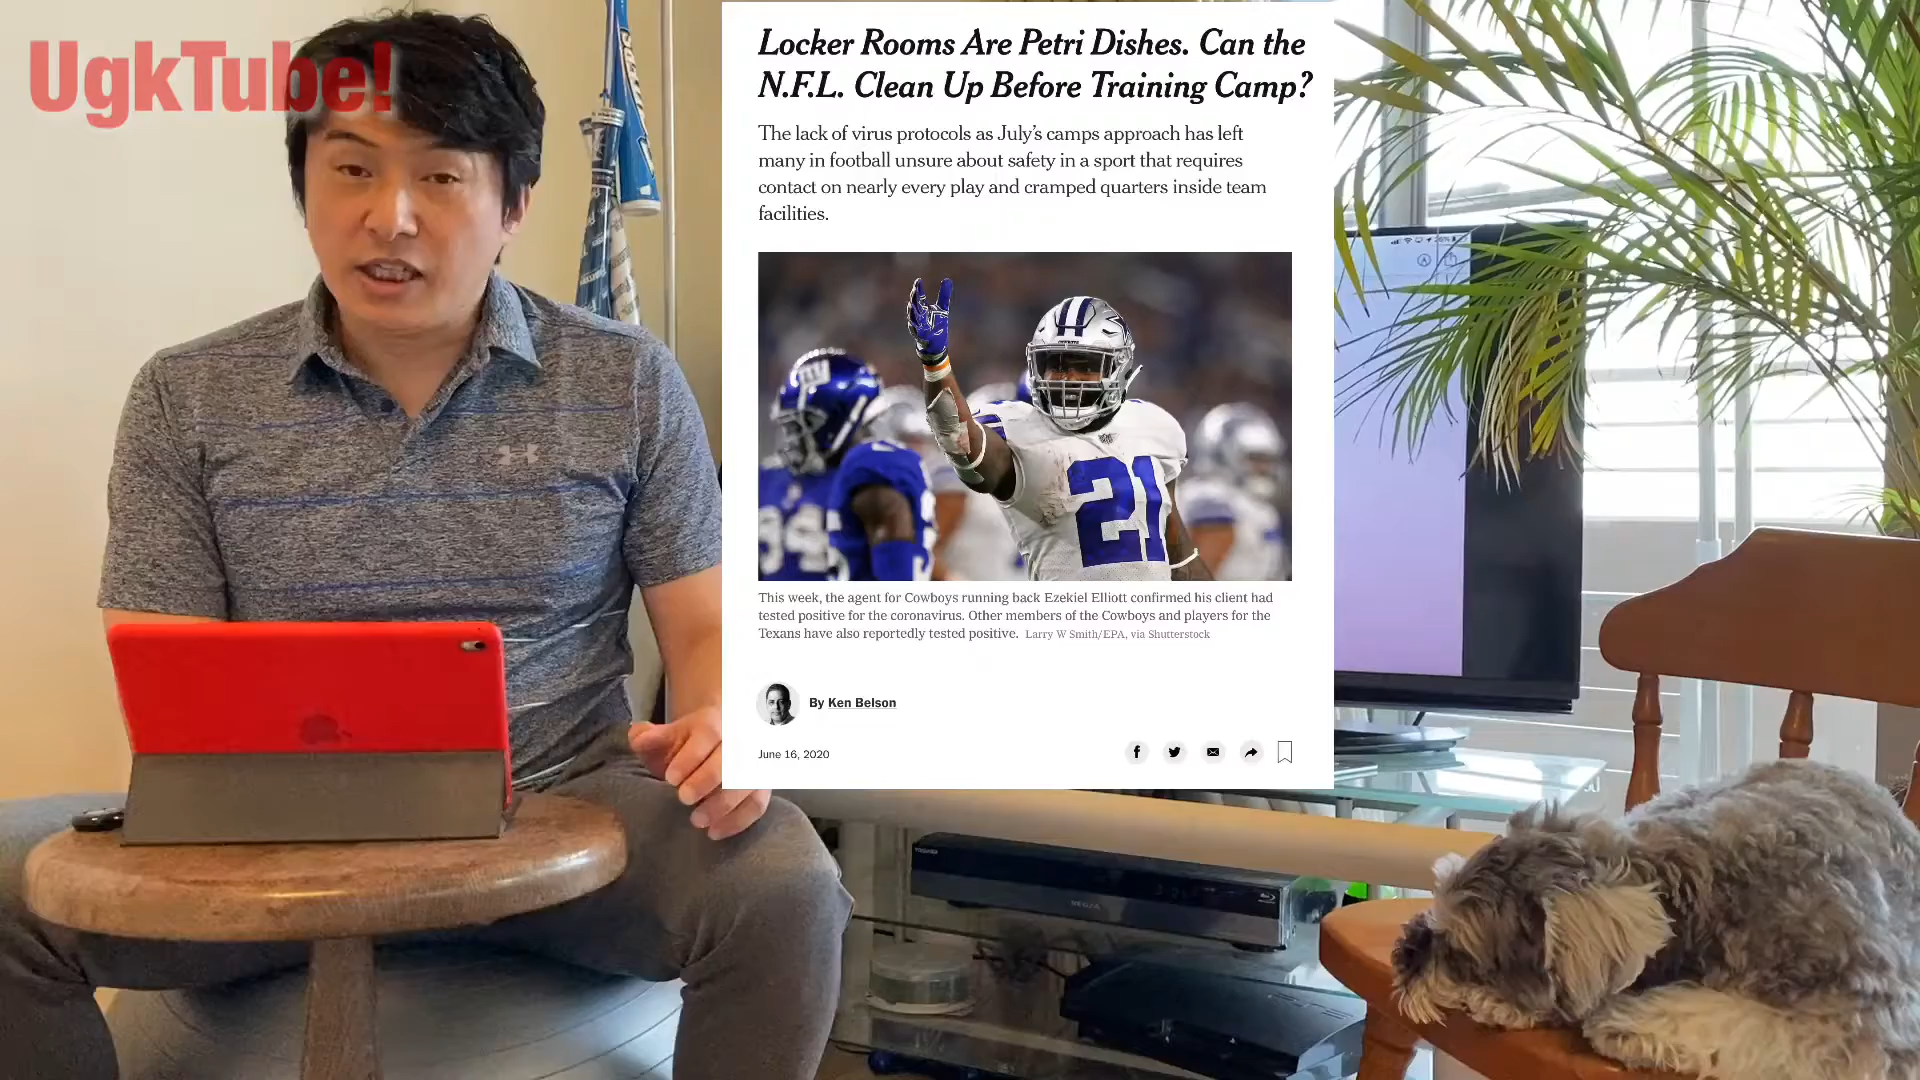 UgkTube!
Locker Rooms Are Petri Dishes. Can the
N.F.L. Clean Up Before Training Camp?
The lack of virus protocols as July's camps approach has left
many in football unsure about safety in a sport that requires
contact on nearly every play and cramped quarters inside team
facilities.
ny
21
This week, the agent for Cowboys running back Ezekiel Elliott confirmed his client had
tested positive for the coronavirus. Other members of the Cowboys and players for the
Texans have also reportedly tested positive. Larry W Smith/EPA, via Shutterstock
By Ken Belson
June 16, 2020
TOSHIBA
REGZA